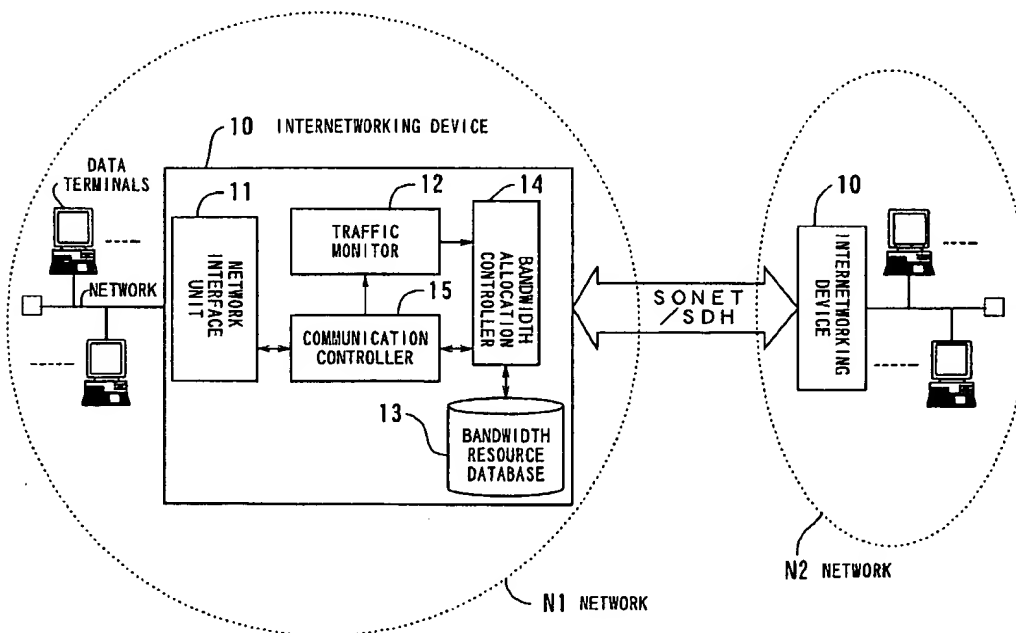 10 INTERNETWORKING DEVICE
DATA
TERMINALS
11
12
14
10
NETWORK
INTERFACE
UNIT
TRAFFIC
MONITOR
BANDWIDTH
ALLOCATION
CONTROLLER
INTERNETWORKING
DEVICE
NETWORK
15
COMMUNICATION
CONTROLLER
SONET
/SDH
13
BANDWIDTH
RESOURCE
DATABASE
N1 NETWORK
N2 NETWORK